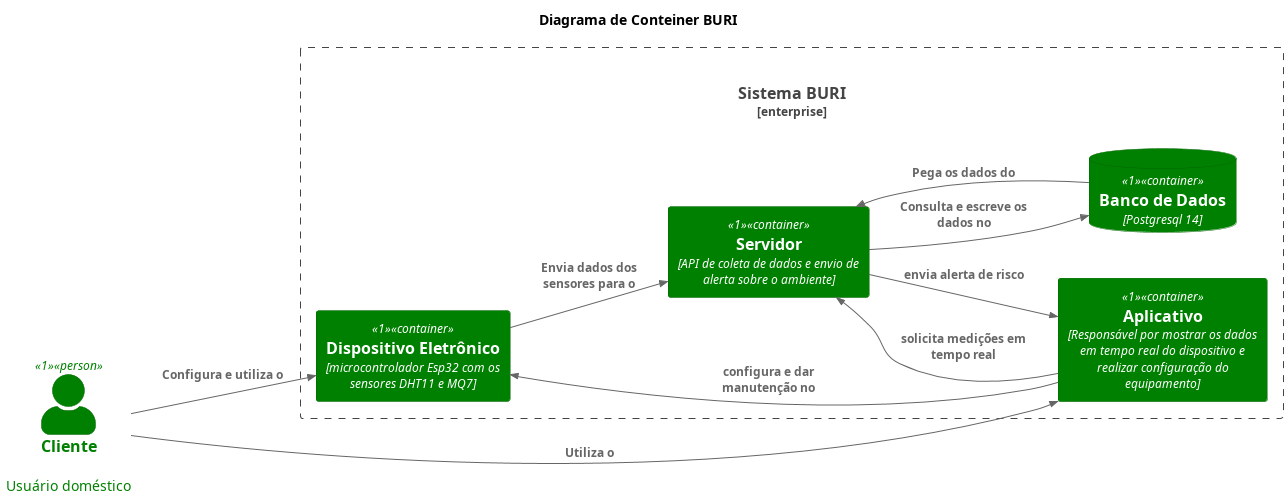 Diagrama de Conteiner BURI
Sistema BURI
[enterprise]
Pega os dados do
Consulta e escreve os
dados no
«1»«container»
Banco de Dados
[Postgresql 14]
«1»«container»
Servidor
[API de coleta de dados e envio de
alerta sobre o ambiente]
Envia dados dos
sensores para o
envia alerta de risco
solicita medições em
tempo real
«1»«container»
Aplicativo
[Responsável por mostrar os dados
em tempo real do dispositivo e
realizar configuração do
equipamento]
«1»«container»
Dispositivo Eletrônico
[microcontrolador Esp32 com os
sensores DHT11 e MQ7]
configura e dar
manutenção no
Configura e utiliza o
«1»«person»
Cliente
Usuário doméstico
Utiliza o